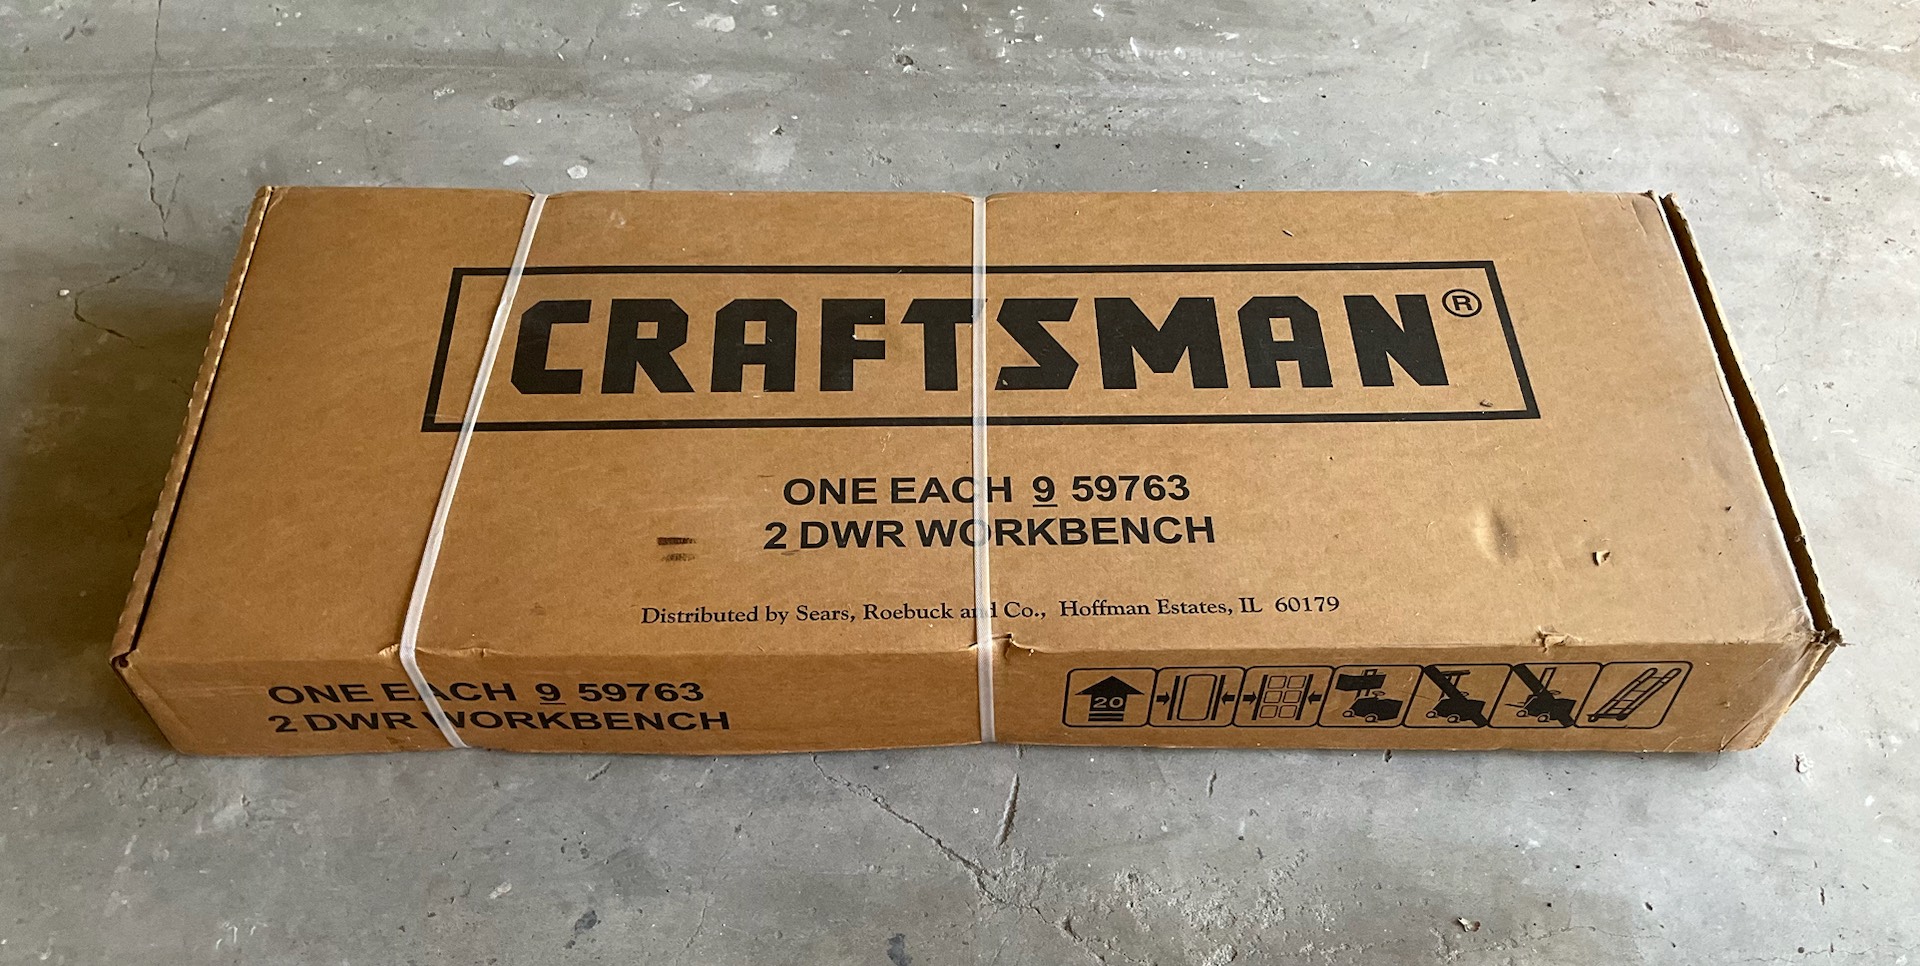 CRAFTSMAN®
ONE EACH 9 59763
2 DWR WORKBENCH
Distributed by Sears, Roebuck and Co., Hoffman Estates, IL 60179
ONE EACH 9 59763
2 DWR WORKBENCH
20